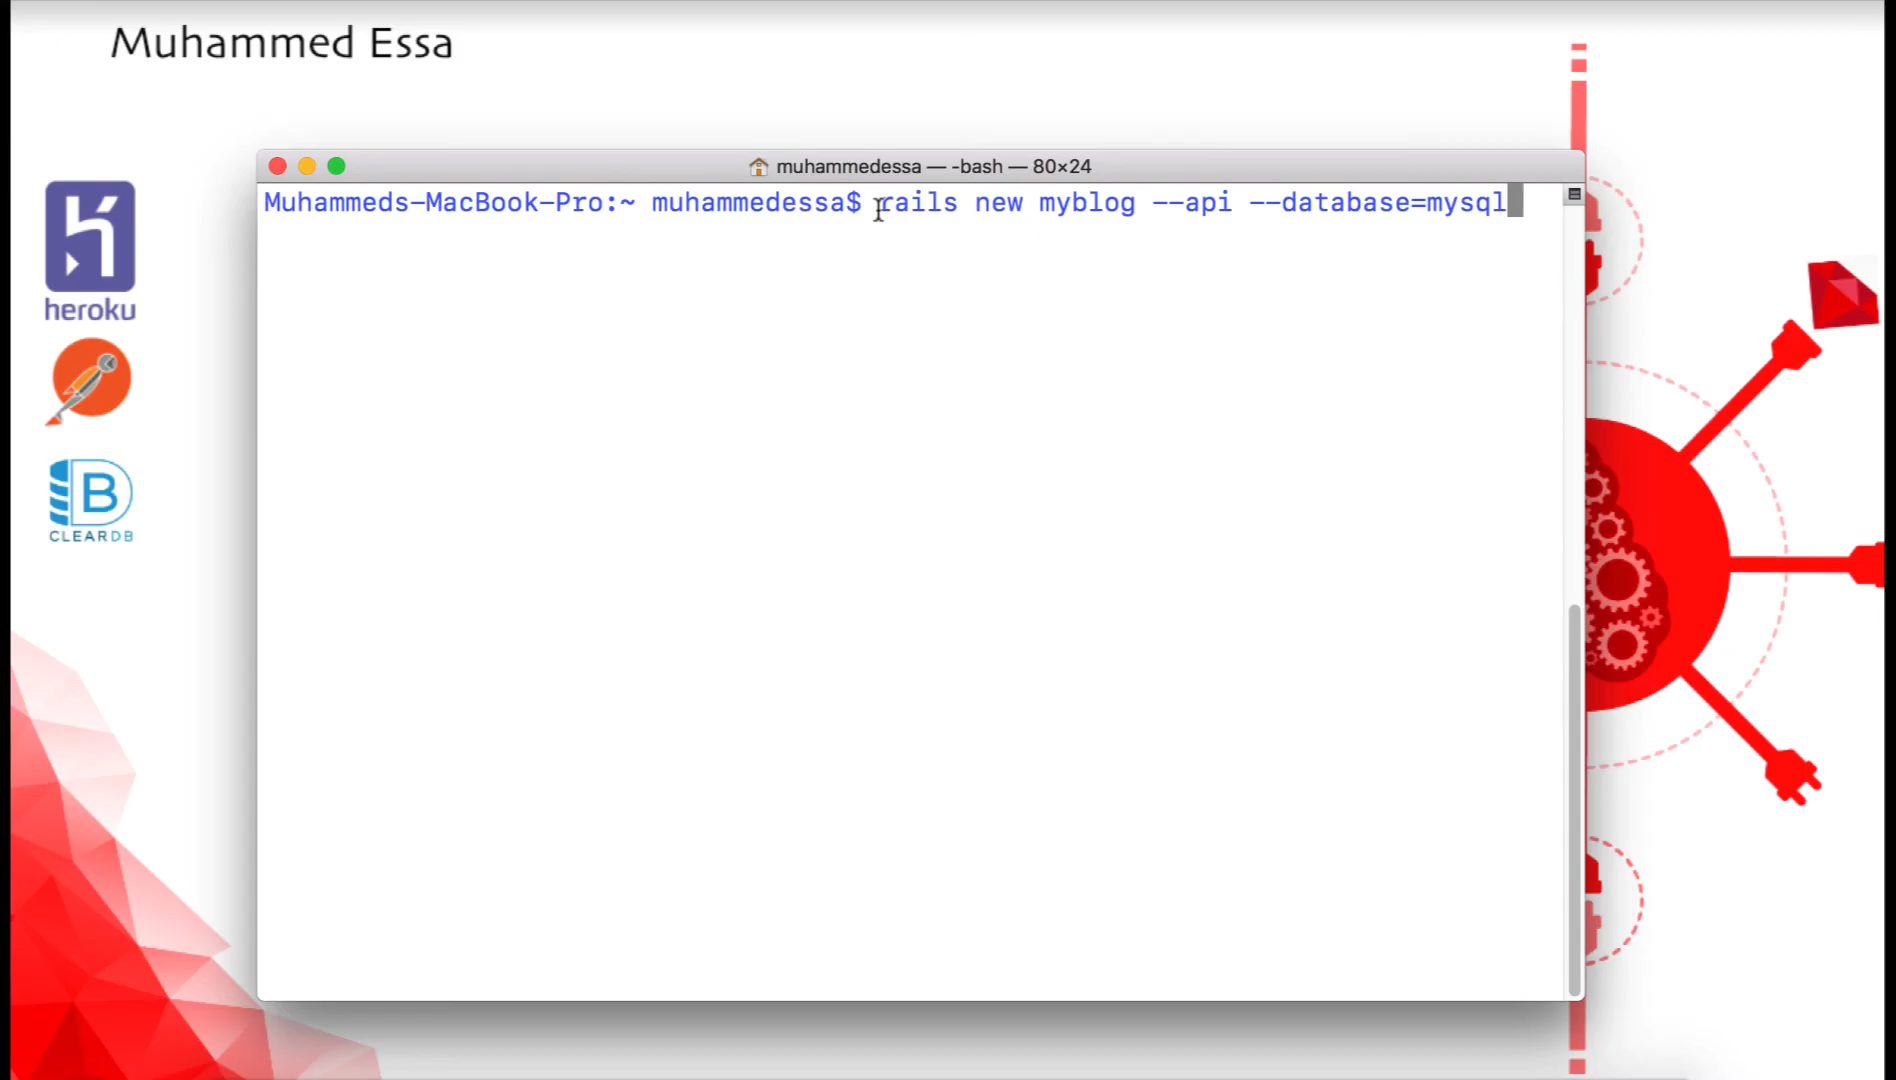 Muhammed Essa
muhammedessa — -bash — 80×24
Muhammeds-MacBook-Pro:~ muhammedessa$ rails new myblog --api --database=mysql
heroku
CLEARDB